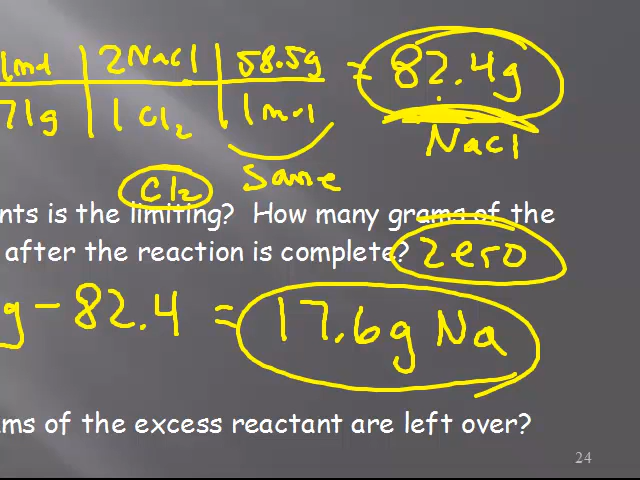 1mol | 2NaCl | 58.5g = 82.4g
71g | 1 Cl2 | 1mol NaCl
Cl2 same
nts is the limiting? How many grams of the
after the reaction is complete? zero
g - 82.4 = 17.6g Na
ms of the excess reactant are left over?
24